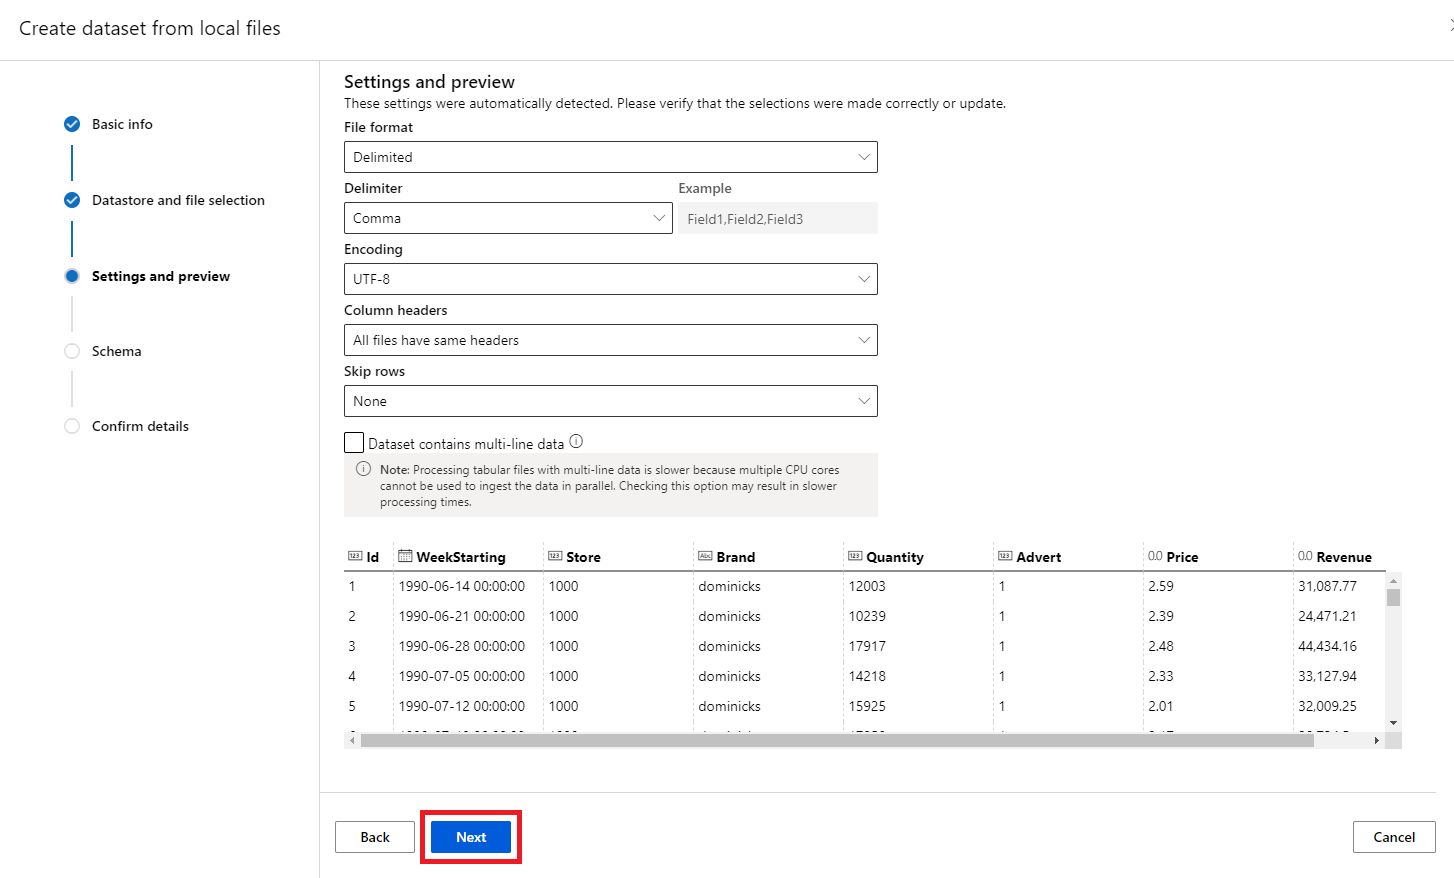 Create dataset from local files
Basic info
Datastore and file selection
Settings and preview
Schema
Confirm details
Settings and preview
These settings were automatically detected. Please verify that the selections were made correctly or update.
File format
Delimited
Delimiter Example
Comma Field1,Field2,Field3
Encoding
UTF-8
Column headers
All files have same headers
Skip rows
None
Dataset contains multi-line data
Note: Processing tabular files with multi-line data is slower because multiple CPU cores
cannot be used to ingest the data in parallel. Checking this option may result in slower
processing times.
123 Id WeekStarting 123 Store Abc Brand 123 Quantity 123 Advert 0.0 Price 0.0 Revenue
1 1990-06-14 00:00:00 1000 dominicks 12003 1 2.59 31,087.77
2 1990-06-21 00:00:00 1000 dominicks 10239 1 2.39 24,471.21
3 1990-06-28 00:00:00 1000 dominicks 17917 1 2.48 44,434.16
4 1990-07-05 00:00:00 1000 dominicks 14218 1 2.33 33,127.94
5 1990-07-12 00:00:00 1000 dominicks 15925 1 2.01 32,009.25
Back Next Cancel